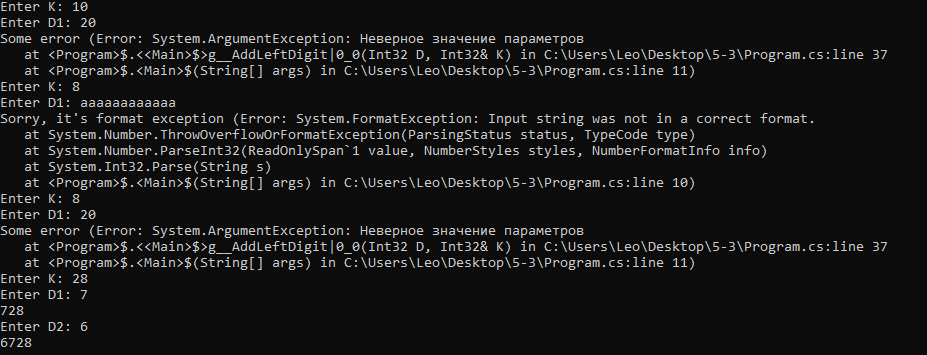 Enter K: 10
Enter D1: 20
Some error (Error: System.ArgumentException: Неверное значение параметров
   at <Program>$.<<Main>$>g__AddLeftDigit|0_0(Int32 D, Int32& K) in C:\Users\Leo\Desktop\5-3\Program.cs:line 37
   at <Program>$.<Main>$(String[] args) in C:\Users\Leo\Desktop\5-3\Program.cs:line 11)
Enter K: 8
Enter D1: aaaaaaaaaaaa
Sorry, it's format exception (Error: System.FormatException: Input string was not in a correct format.
   at System.Number.ThrowOverflowOrFormatException(ParsingStatus status, TypeCode type)
   at System.Number.ParseInt32(ReadOnlySpan`1 value, NumberStyles styles, NumberFormatInfo info)
   at System.Int32.Parse(String s)
   at <Program>$.<Main>$(String[] args) in C:\Users\Leo\Desktop\5-3\Program.cs:line 10)
Enter K: 8
Enter D1: 20
Some error (Error: System.ArgumentException: Неверное значение параметров
   at <Program>$.<<Main>$>g__AddLeftDigit|0_0(Int32 D, Int32& K) in C:\Users\Leo\Desktop\5-3\Program.cs:line 37
   at <Program>$.<Main>$(String[] args) in C:\Users\Leo\Desktop\5-3\Program.cs:line 11)
Enter K: 28
Enter D1: 7
728
Enter D2: 6
6728